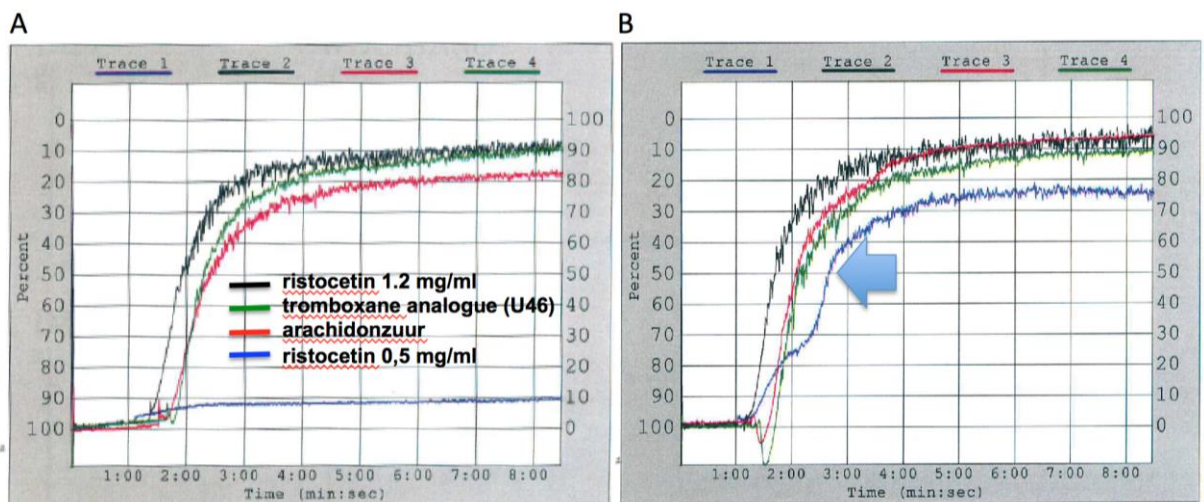 A
B
Trace 1 Trace 2 Trace 3 Trace 4
0 100
10 90
20 80
30 70
40 60
50 50
60 40
70 30
80 20
90 10
100 0
Percent
ristocetin 1.2 mg/ml
tromboxane analogue (U46)
arachidonzuur
ristocetin 0,5 mg/ml
1:00 2:00 3:00 4:00 5:00 6:00 7:00 8:00
Time (min:sec)
Trace 1 Trace 2 Trace 3 Trace 4
0 100
10 90
20 80
30 70
40 60
50 50
60 40
70 30
80 20
90 10
100 0
Percent
1:00 2:00 3:00 4:00 5:00 6:00 7:00 8:00
Time (min:sec)